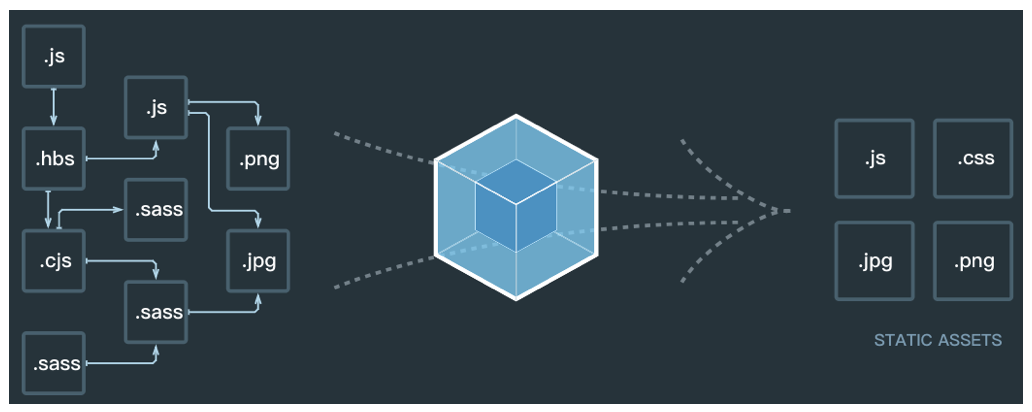 .js
.js
.hbs
.png
.sass
.cjs
.jpg
.sass
.sass
.js
.css
.jpg
.png
STATIC ASSETS